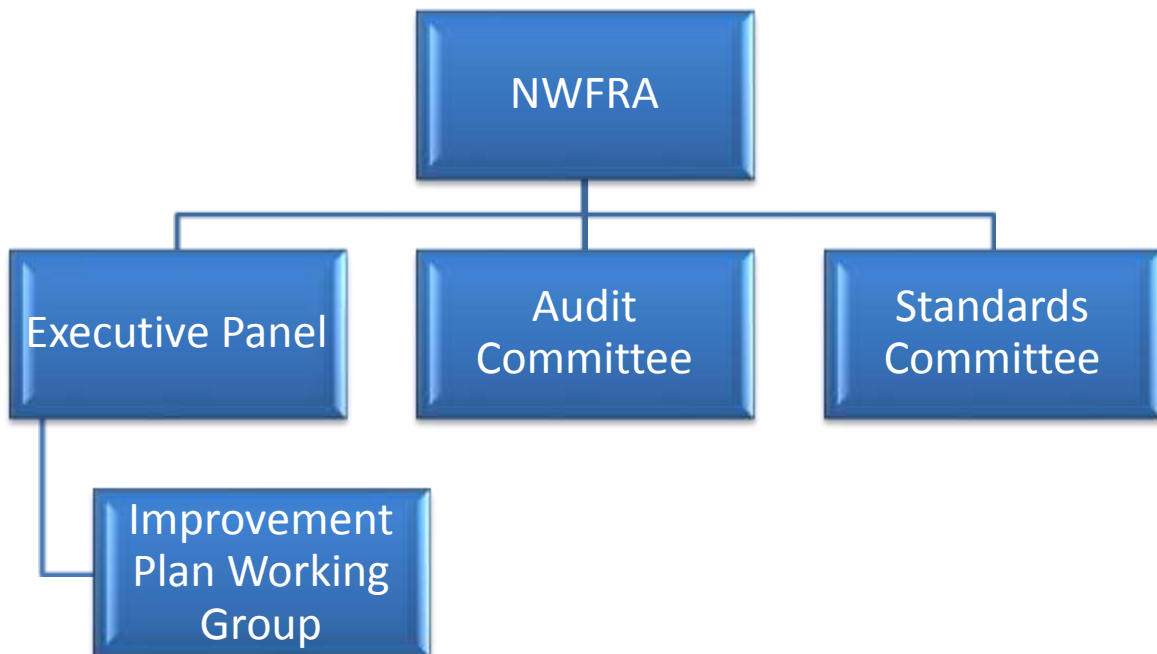 NWFRA
Executive Panel
Audit
Committee
Standards
Committee
Improvement
Plan Working
Group